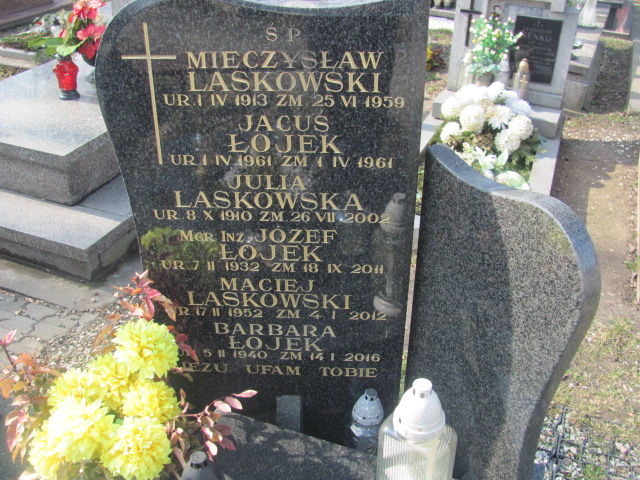 Ś P
MIECZYSŁAW
LASKOWSKI
UR. 1 IV 1913 ZM. 25 VI 1959
JACUŚ
ŁOJEK
UR. 1 IV 1961 ZM. 1 IV 1961
JULIA
LASKOWSKA
UR 8 X 1910 ZM 26 VII 2002
MGR INŻ. JÓZEF
ŁOJEK
UR. 7 II 1932 ZM 18 IX 2011
MACIEJ
LASKOWSKI
UR. 17 II 1952 ZM 4 I 2012
BARBARA
ŁOJEK
5 II 1940 ZM 14 I 2016
JEZU UFAM TOBIE